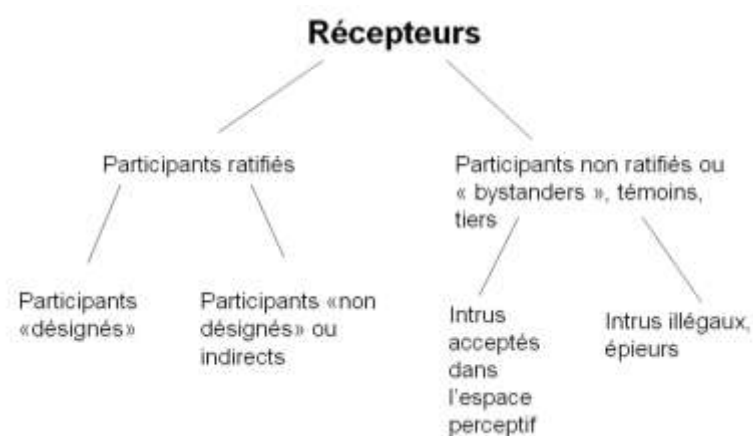 Récepteurs
Participants ratifiés
Participants non ratifiés ou
« bystanders », témoins,
tiers
Participants
«désignés»
Participants «non
désignés» ou
indirects
Intrus
acceptés
dans
l'espace
perceptif
Intrus illégaux,
épieurs